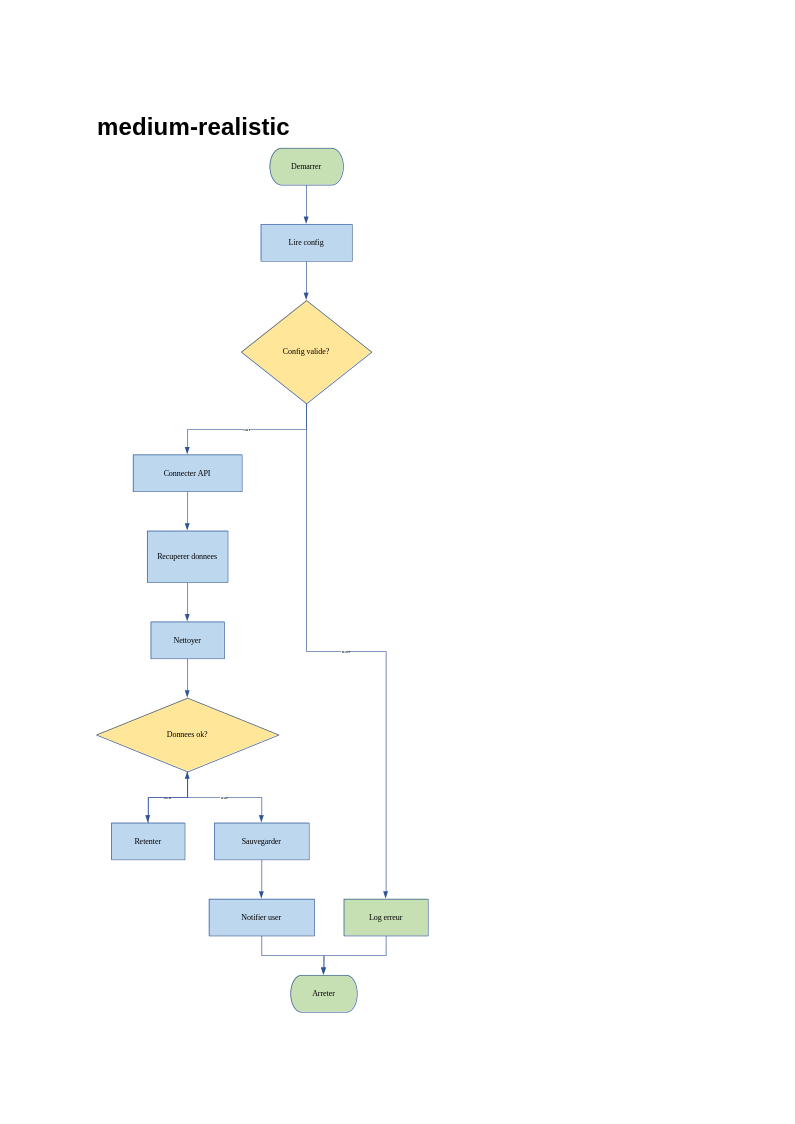 medium-realistic
Demarrer
Lire config
Config valide?
Connecter API
Recuperer donnees
Nettoyer
Donnees ok?
Retenter
Sauvegarder
Notifier user
Log erreur
Arreter